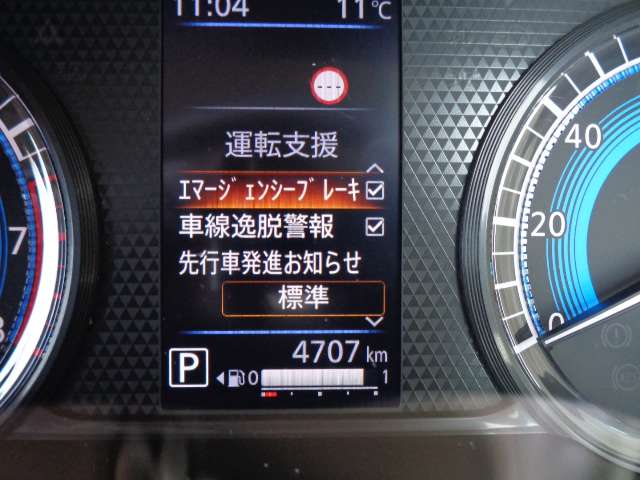 11:04 11℃
---
運転支援
ｴﾏｰｼﾞｪﾝｼｰﾌﾞﾚｰｷ
車線逸脱警報
先行車発進お知らせ
標準
4707 km
P 0 1
7
8
40
20
0